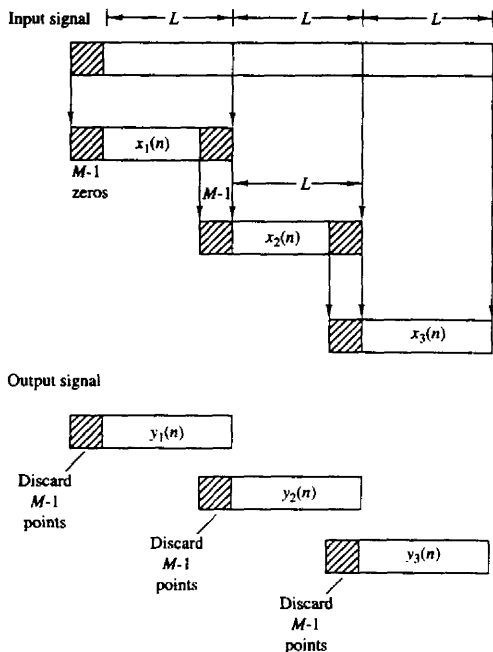 Input signal
L L L
x1(n)
M-1
zeros
M-1
L
x2(n)
x3(n)
Output signal
y1(n)
Discard
M-1
points
y2(n)
Discard
M-1
points
y3(n)
Discard
M-1
points